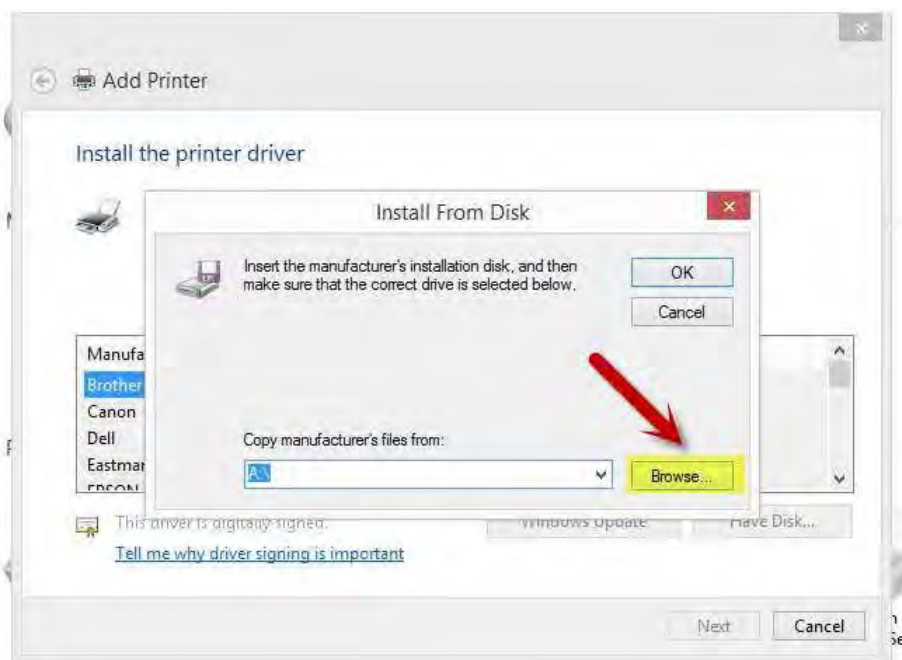 Add Printer
Install the printer driver
Install From Disk
Insert the manufacturer's installation disk, and then
make sure that the correct drive is selected below.
OK
Cancel
Manufa
Brother
Canon
Dell
Eastmar
EPSON
Copy manufacturer's files from:
A:\
Browse...
This driver is digitally signed.
Windows Update
Have Disk...
Tell me why driver signing is important
Next
Cancel